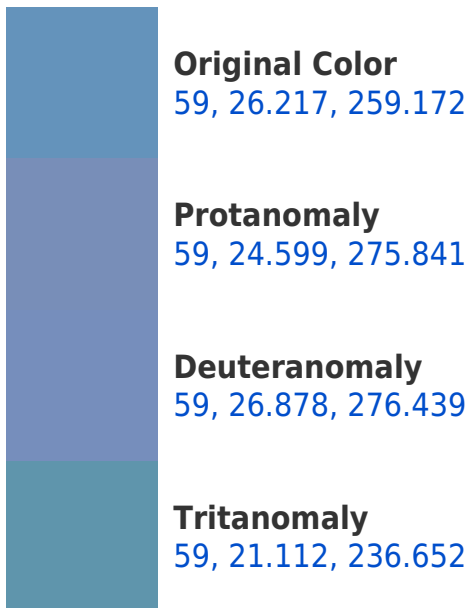 Original Color
59, 26.217, 259.172
Protanomaly
59, 24.599, 275.841
Deuteranomaly
59, 26.878, 276.439
Tritanomaly
59, 21.112, 236.652